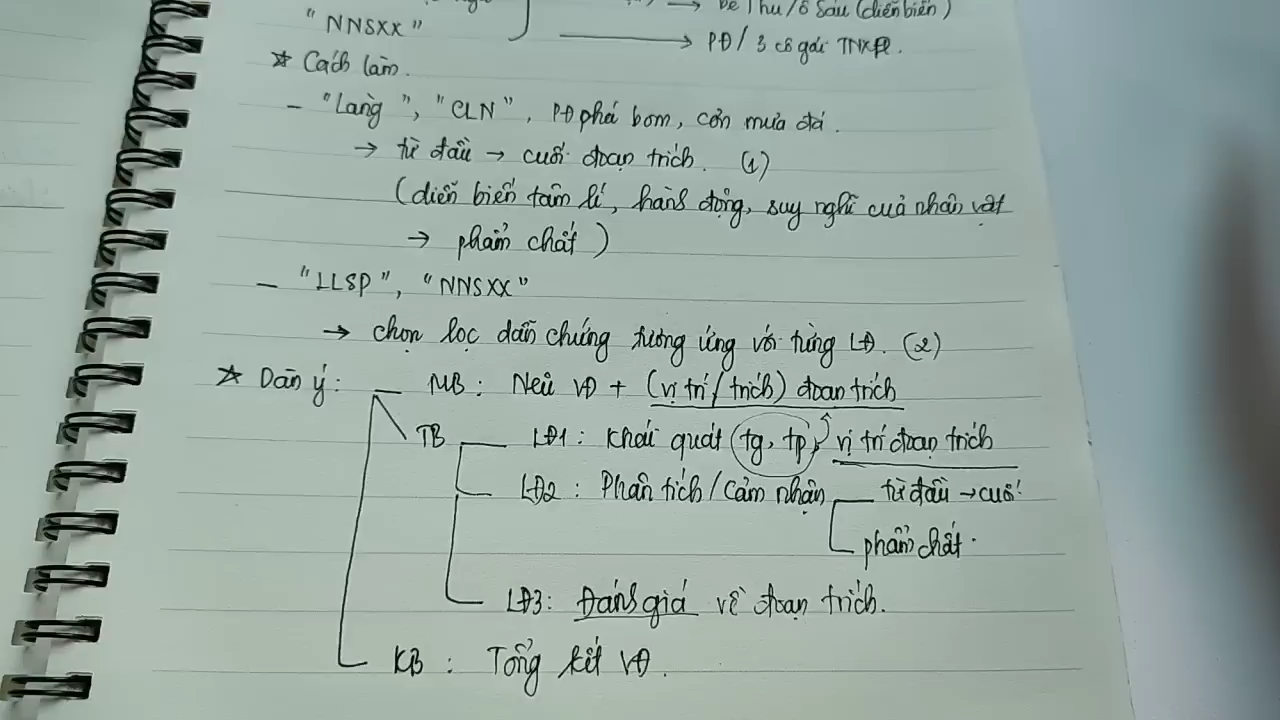 → bé Thu/ô Sáu (diễn biến)
"NNSXX"
→ PĐ/ 3 cô gái TNXP.
* Cách làm.
- "Làng", "CLN", PĐ phá bom, cơn mưa đá.
→ từ đầu → cuối đoạn trích. (1)
(diễn biến tâm lí, hành động, suy nghĩ của nhân vật
→ phẩm chất)
- "LLSP", "NNSXX"
→ chọn lọc dẫn chứng tương ứng với từng LĐ. (2)
* Dàn ý: - MB: Nêu VĐ + (vị trí/trích) đoạn trích
TB - LĐ1: Khái quát (tg, tp), vị trí đoạn trích
LĐ2: Phân tích/Cảm nhận - từ đầu → cuối
phẩm chất.
LĐ3: Đánh giá về đoạn trích.
KB: Tổng kết VĐ.